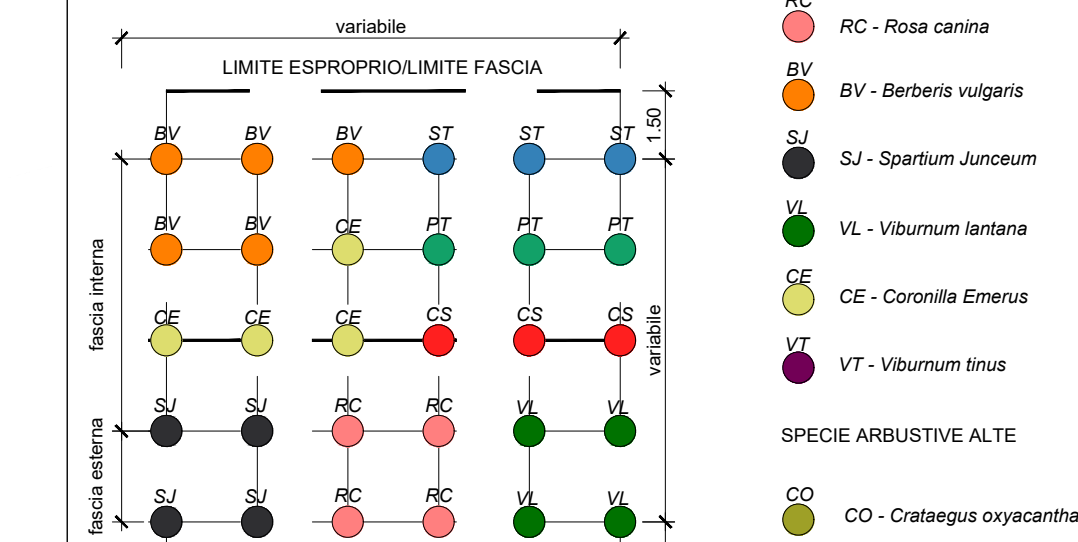 variabile
LIMITE ESPROPRIO/LIMITE FASCIA
1.50
BV BV BV ST ST ST
BV BV CE PT PT PT
CE CE CE CS CS CS
SJ SJ RC RC VL VL
SJ SJ RC RC VL VL
fascia interna
fascia esterna
variabile
RC
RC - Rosa canina
BV
BV - Berberis vulgaris
SJ
SJ - Spartium Junceum
VL
VL - Viburnum lantana
CE
CE - Coronilla Emerus
VT
VT - Viburnum tinus
SPECIE ARBUSTIVE ALTE
CO
CO - Crataegus oxyacantha